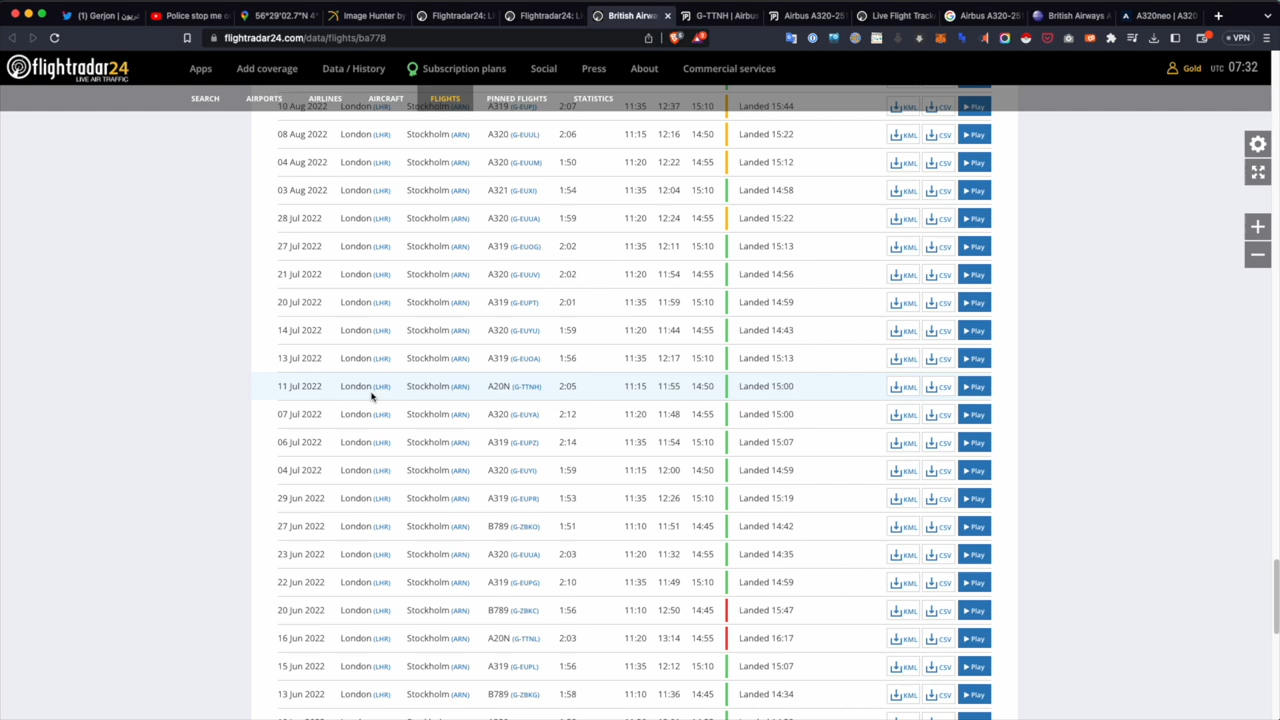 (1) Gerjon | تدريون
Police stop me
56°29'02.7"N 4°
Image Hunter by
Flightradar24: Li
Flightradar24: Li
British Airwa
G-TTNH | Airbus
Airbus A320-25
Live Flight Track
Airbus A320-251
British Airways A
A320neo (A320
flightradar24.com/data/flights/ba778
VPN
flightradar24
LIVE AIR TRAFFIC
Apps Add coverage Data / History Subscription plans Social Press About Commercial services Gold UTC 07:32
SEARCH AIRPORTS AIRLINES AIRCRAFT FLIGHTS PINNED FLIGHTS STATISTICS
10 Aug 2022 London (LHR) Stockholm (ARN) A319 (G-EUPJ) 2:07 11:35 12:37 15:10 Landed 15:44 KML CSV Play
08 Aug 2022 London (LHR) Stockholm (ARN) A320 (G-EUUL) 2:06 11:15 12:16 14:50 Landed 15:22 KML CSV Play
04 Aug 2022 London (LHR) Stockholm (ARN) A320 (G-EUUM) 1:50 11:20 12:22 14:55 Landed 15:12 KML CSV Play
03 Aug 2022 London (LHR) Stockholm (ARN) A321 (G-EUXI) 1:54 11:35 12:04 15:10 Landed 14:58 KML CSV Play
28 Jul 2022 London (LHR) Stockholm (ARN) A320 (G-EUUA) 1:59 11:20 12:24 14:55 Landed 15:22 KML CSV Play
27 Jul 2022 London (LHR) Stockholm (ARN) A319 (G-EUOG) 2:02 11:35 12:11 15:10 Landed 15:13 KML CSV Play
21 Jul 2022 London (LHR) Stockholm (ARN) A320 (G-EUUV) 2:02 11:20 11:54 14:55 Landed 14:56 KML CSV Play
20 Jul 2022 London (LHR) Stockholm (ARN) A319 (G-EUPT) 2:01 11:35 11:59 15:10 Landed 14:59 KML CSV Play
14 Jul 2022 London (LHR) Stockholm (ARN) A320 (G-EUYU) 1:59 11:20 11:44 14:55 Landed 14:43 KML CSV Play
13 Jul 2022 London (LHR) Stockholm (ARN) A319 (G-EUOA) 1:56 11:35 12:17 15:10 Landed 15:13 KML CSV Play
11 Jul 2022 London (LHR) Stockholm (ARN) A20N (G-TTNH) 2:05 11:15 11:55 14:50 Landed 15:00 KML CSV Play
07 Jul 2022 London (LHR) Stockholm (ARN) A320 (G-EUYA) 2:12 11:20 11:48 14:55 Landed 15:00 KML CSV Play
06 Jul 2022 London (LHR) Stockholm (ARN) A319 (G-EUPZ) 2:14 11:35 11:54 15:10 Landed 15:07 KML CSV Play
04 Jul 2022 London (LHR) Stockholm (ARN) A320 (G-EUYI) 1:59 11:15 12:00 14:50 Landed 14:59 KML CSV Play
29 Jun 2022 London (LHR) Stockholm (ARN) A319 (G-EUPR) 1:53 11:35 12:26 15:10 Landed 15:19 KML CSV Play
27 Jun 2022 London (LHR) Stockholm (ARN) B789 (G-ZBKO) 1:51 11:10 11:51 14:45 Landed 14:42 KML CSV Play
23 Jun 2022 London (LHR) Stockholm (ARN) A320 (G-EUUA) 2:03 11:20 11:32 14:55 Landed 14:35 KML CSV Play
22 Jun 2022 London (LHR) Stockholm (ARN) A319 (G-EUPG) 2:10 11:35 11:49 15:10 Landed 14:59 KML CSV Play
20 Jun 2022 London (LHR) Stockholm (ARN) B789 (G-ZBKC) 1:56 11:10 12:50 14:45 Landed 15:47 KML CSV Play
16 Jun 2022 London (LHR) Stockholm (ARN) A20N (G-TTNL) 2:03 11:20 13:14 14:55 Landed 16:17 KML CSV Play
15 Jun 2022 London (LHR) Stockholm (ARN) A319 (G-EUPL) 1:56 11:35 12:12 15:10 Landed 15:07 KML CSV Play
13 Jun 2022 London (LHR) Stockholm (ARN) B789 (G-ZBKG) 1:58 11:10 11:36 14:45 Landed 14:34 KML CSV Play